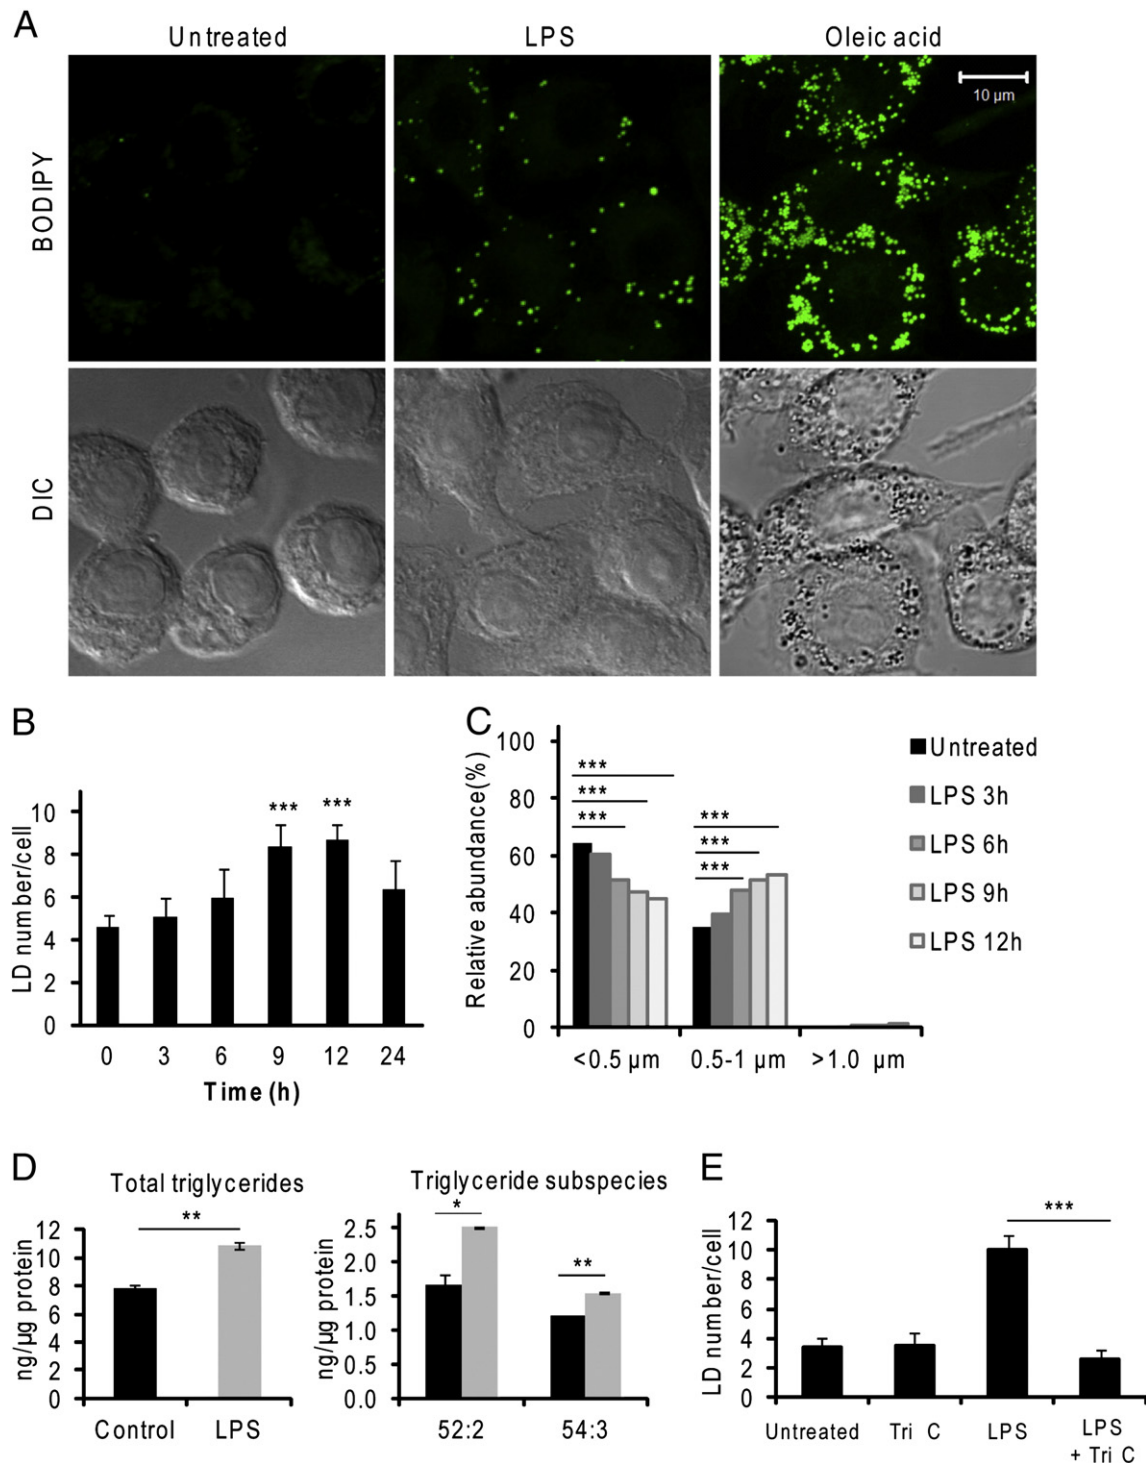 A
Untreated
LPS
Oleic acid
BODIPY
10 µm
DIC
B
LD number/cell
10
8
6
4
2
0
***
***
0 3 6 9 12 24
Time (h)
C
Relative abundance(%)
100
80
60
40
20
0
***
***
***
***
***
***
<0.5 µm 0.5-1 µm >1.0 µm
Untreated
LPS 3h
LPS 6h
LPS 9h
LPS 12h
D
Total triglycerides
ng/µg protein
12
10
8
6
4
2
0
**
Control LPS
Triglyceride subspecies
ng/µg protein
2.5
2.0
1.5
1.0
0.5
0.0
*
**
52:2 54:3
E
LD number/cell
12
10
8
6
4
2
0
***
Untreated Tri C LPS LPS
+ Tri C